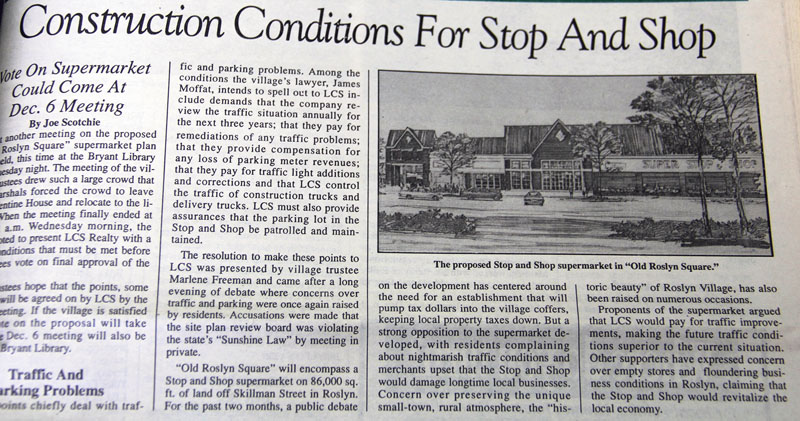 Construction Conditions For Stop And Shop
Vote On Supermarket
Could Come At
Dec. 6 Meeting
By Joe Scotchie
another meeting on the proposed
Roslyn Square" supermarket plan
this time at the Bryant Library
night. The meeting of the vil-
drew such a large crowd that
forced the crowd to leave
House and relocate to the li-
When the meeting finally ended at
a.m. Wednesday morning, the
to present LCS Realty with a
that must be met before
vote on final approval of the
hope that the points, some
will be agreed on by LCS by the
If the village is satisfied
on the proposal will take
Dec. 6 meeting will also be
Bryant Library.
Traffic And
Parking Problems
points chiefly deal with traf-
fic and parking problems. Among the
conditions the village's lawyer, James
Moffat, intends to spell out to LCS in-
clude demands that the company re-
view the traffic situation annually for
the next three years; that they pay for
remediations of any traffic problems;
that they provide compensation for
any loss of parking meter revenues;
that they pay for traffic light additions
and corrections and that LCS control
the traffic of construction trucks and
delivery trucks. LCS must also provide
assurances that the parking lot in the
Stop and Shop be patrolled and main-
tained.
The resolution to make these points to
LCS was presented by village trustee
Marlene Freeman and came after a long
evening of debate where concerns over
traffic and parking were once again raised
by residents. Accusations were made that
the site plan review board was violating
the state's "Sunshine Law" by meeting in
private.
"Old Roslyn Square" will encompass a
Stop and Shop supermarket on 86,000 sq.
ft. of land off Skillman Street in Roslyn.
For the past two months, a public debate
The proposed Stop and Shop supermarket in "Old Roslyn Square."
on the development has centered around
the need for an establishment that will
pump tax dollars into the village coffers,
keeping local property taxes down. But a
strong opposition to the supermarket de-
veloped, with residents complaining
about nightmarish traffic conditions and
merchants upset that the Stop and Shop
would damage longtime local businesses.
Concern over preserving the unique
small-town, rural atmosphere, the "his-
toric beauty" of Roslyn Village, has also
been raised on numerous occasions.
Proponents of the supermarket argued
that LCS would pay for traffic improve-
ments, making the future traffic condi-
tions superior to the current situation.
Other supporters have expressed concern
over empty stores and floundering busi-
ness conditions in Roslyn, claiming that
the Stop and Shop would revitalize the
local economy.